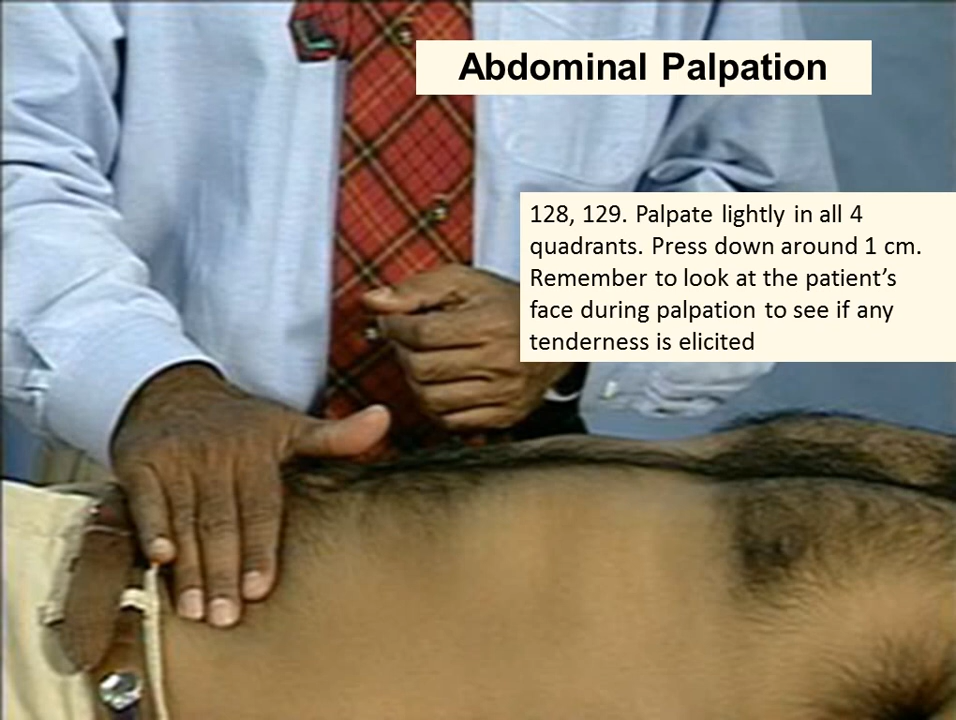 Abdominal Palpation
128, 129. Palpate lightly in all 4
quadrants. Press down around 1 cm.
Remember to look at the patient’s
face during palpation to see if any
tenderness is elicited